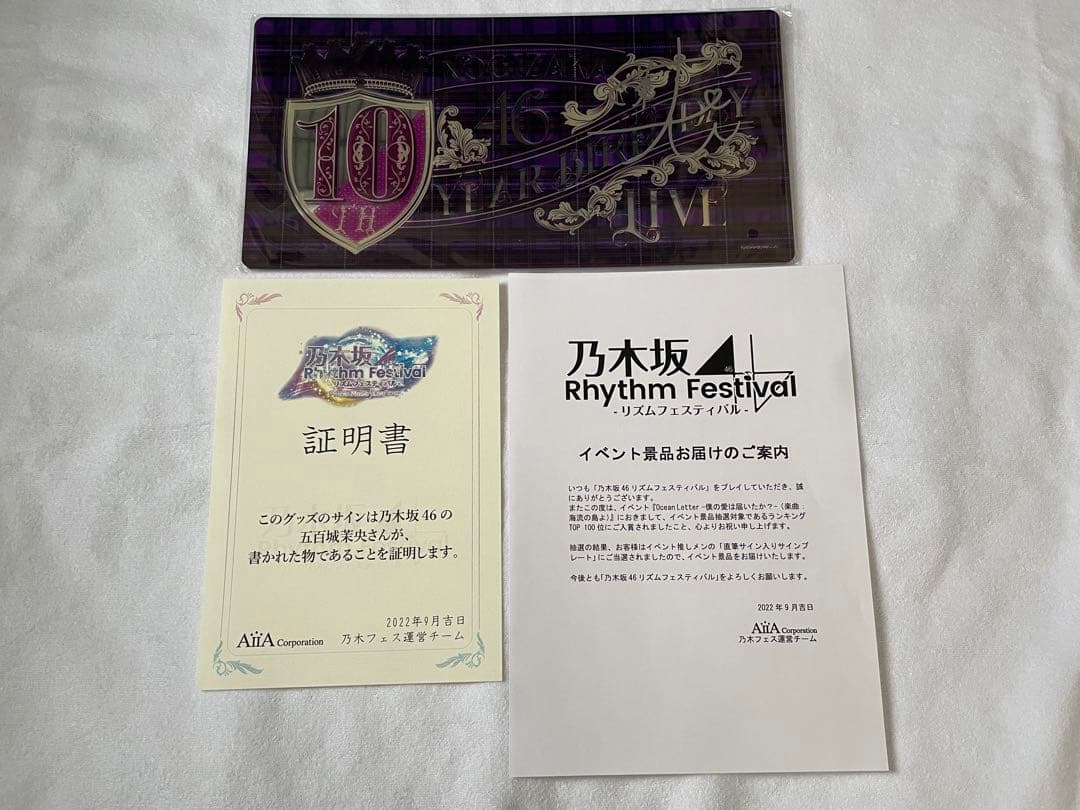 NOGIZAKA
46
10
TH
YEAR BIRTHDAY
LIVE
乃木坂46
Rhythm Festival
リズムフェスティバル
証明書
このグッズのサインは乃木坂46の
五百城茉央さんが、
書かれた物であることを証明します。
2022年9月吉日
AiiA Corporation
乃木フェス運営チーム
乃木坂46
Rhythm Festival
- リズムフェスティバル -
イベント景品お届けのご案内
いつも「乃木坂46リズムフェスティバル」をプレイしていただき、誠
にありがとうございます。
またこの度は、イベント『Ocean Letter -僕の愛は届いたか?-(楽曲:
海流の島よ)』におきまして、イベント景品抽選対象であるランキング
TOP 100位にご入賞されましたこと、心よりお祝い申し上げます。
抽選の結果、お客様はイベント推しメンの「直筆サイン入りサインプ
レート」にご当選されましたので、イベント景品をお届けいたします。
今後とも「乃木坂46リズムフェスティバル」をよろしくお願いします。
2022年9月吉日
AiiA Corporation
乃木フェス運営チーム